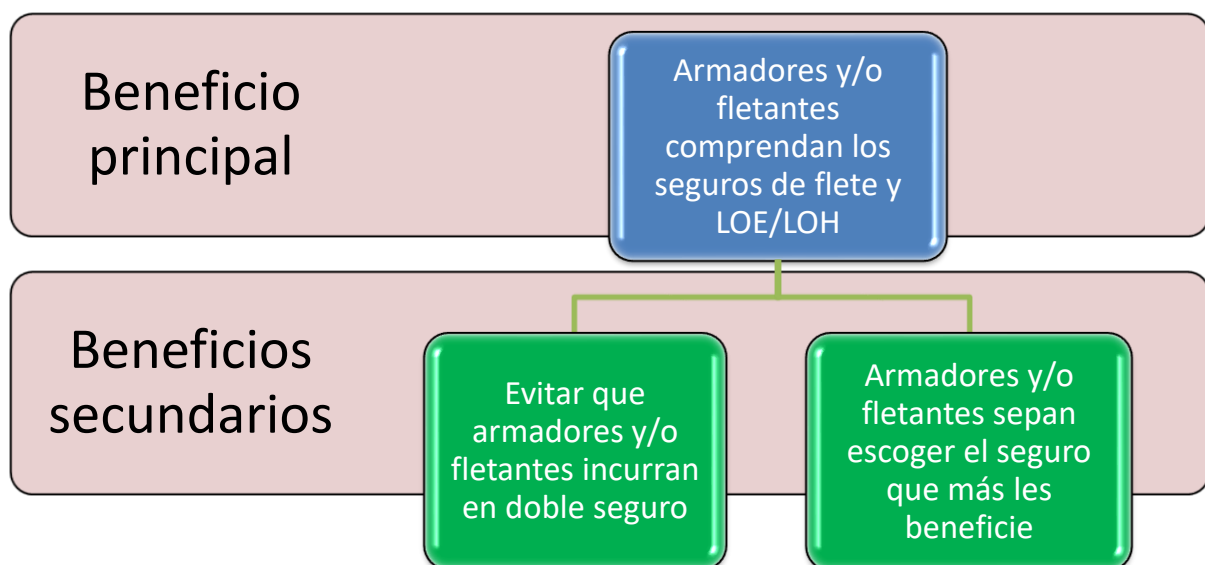 Beneficio
principal
Armadores y/o
fletantes
comprendan los
seguros de flete y
LOE/LOH
Beneficios
secundarios
Evitar que
armadores y/o
fletantes incurran
en doble seguro
Armadores y/o
fletantes sepan
escoger el seguro
que más les
beneficie